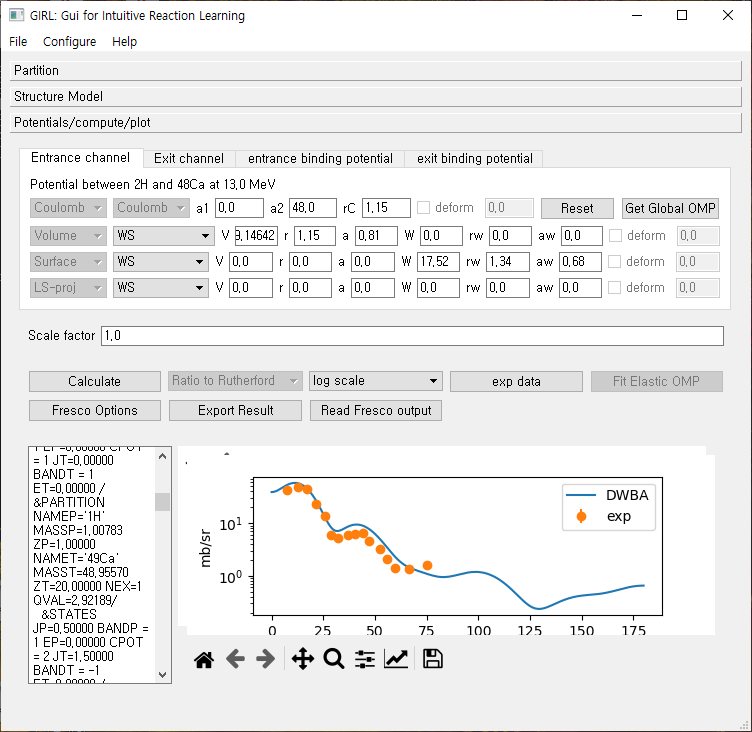 GIRL: Gui for Intuitive Reaction Learning
File Configure Help
Partition
Structure Model
Potentials/compute/plot
Entrance channel Exit channel entrance binding potential exit binding potential
Potential between 2H and 48Ca at 13,0 MeV
Coulomb Coulomb a1 0,0 a2 48,0 rC 1,15 deform 0,0 Reset Get Global OMP
Volume WS V 9,14642 r 1,15 a 0,81 W 0,0 rw 0,0 aw 0,0 deform 0,0
Surface WS V 0,0 r 0,0 a 0,0 W 17,52 rw 1,34 aw 0,68 deform 0,0
LS-proj WS V 0,0 r 0,0 a 0,0 W 0,0 rw 0,0 aw 0,0 deform 0,0
Scale factor 1,0
Calculate Ratio to Rutherford log scale exp data Fit Elastic OMP
Fresco Options Export Result Read Fresco output
1 EP=0,00000 CPOT
= 1 JT=0,00000
BANDT = 1
ET=0,00000 /
&PARTITION
NAMEP='1H'
MASSP=1,00783
ZP=1,00000
NAMET='49Ca'
MASST=48,95570
ZT=20,00000 NEX=1
QVAL=2,92189/
&STATES
JP=0,50000 BANDP =
1 EP=0,00000 CPOT
= 2 JT=1,50000
BANDT = -1
ET=0,00000 /
DWBA
exp
mb/sr
10¹
10⁰
0 25 50 75 100 125 150 175